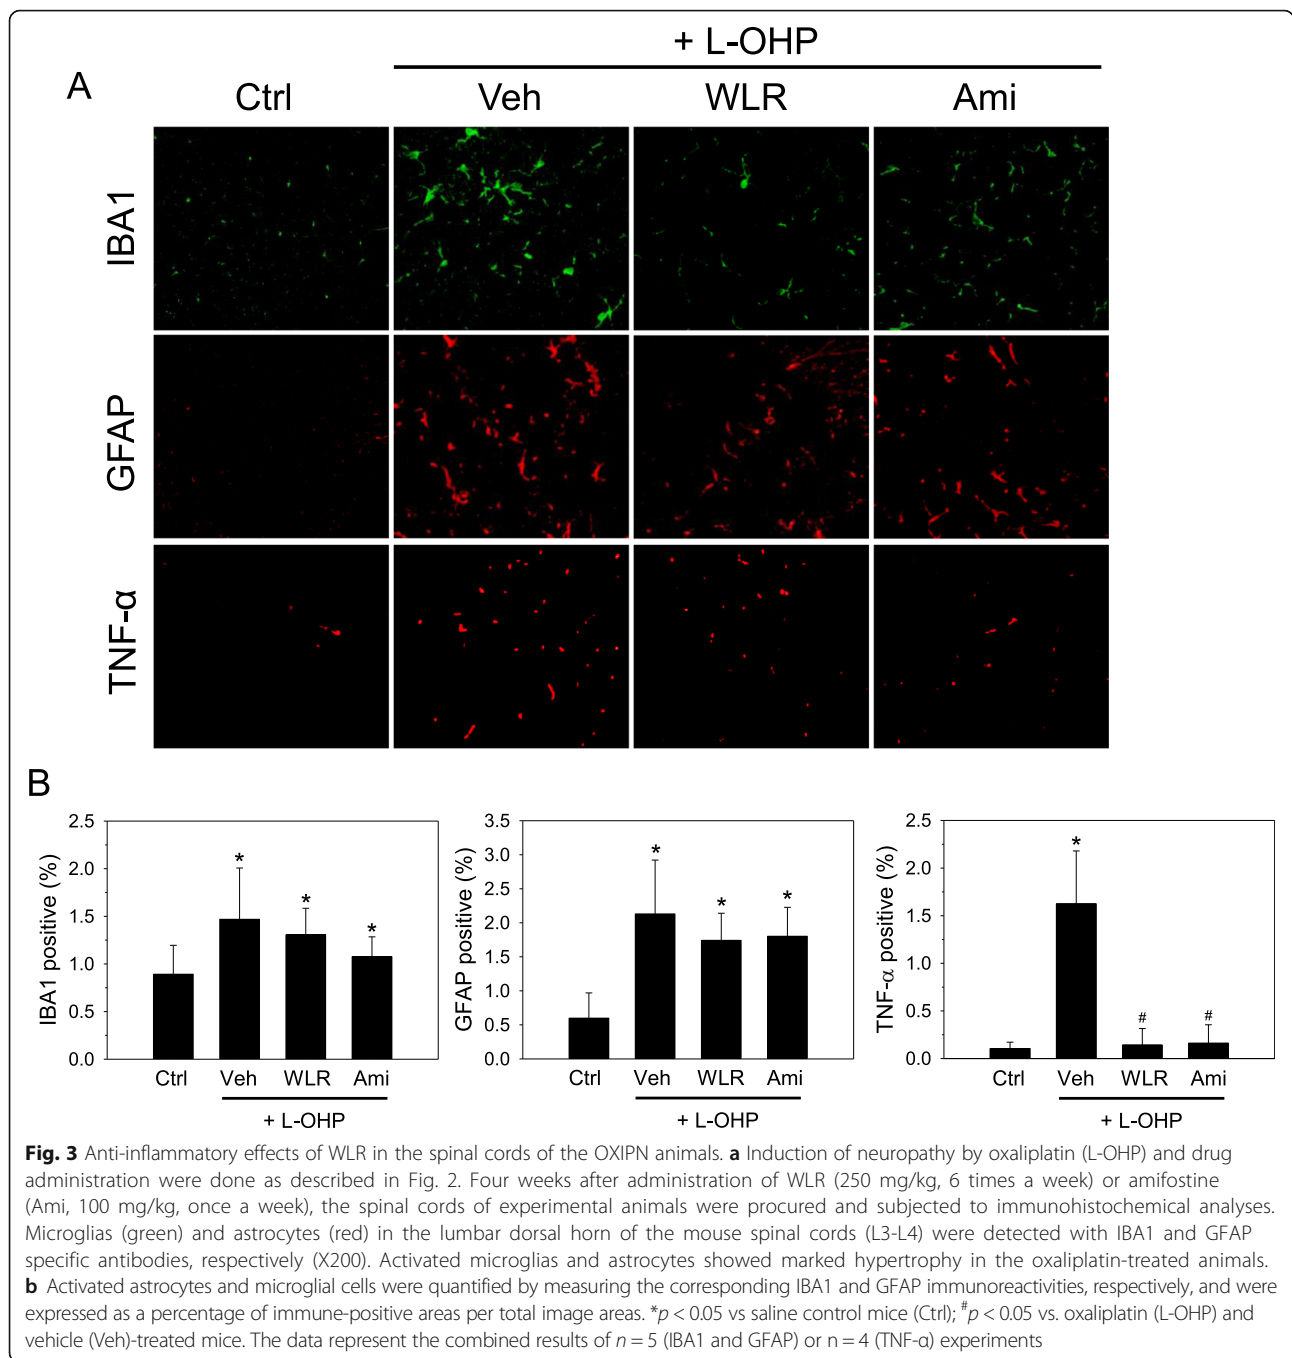 + L-OHP
A
Ctrl Veh WLR Ami
IBA1
GFAP
TNF-α
B
IBA1 positive (%)
2.5
2.0
1.5
1.0
0.5
0.0
* * *
Ctrl Veh WLR Ami
+ L-OHP
GFAP positive (%)
3.5
3.0
2.5
2.0
1.5
1.0
0.5
0.0
* * *
Ctrl Veh WLR Ami
+ L-OHP
TNF-α positive (%)
2.5
2.0
1.5
1.0
0.5
0.0
* # #
Ctrl Veh WLR Ami
+ L-OHP
Fig. 3 Anti-inflammatory effects of WLR in the spinal cords of the OXIPN animals. a Induction of neuropathy by oxaliplatin (L-OHP) and drug
administration were done as described in Fig. 2. Four weeks after administration of WLR (250 mg/kg, 6 times a week) or amifostine
(Ami, 100 mg/kg, once a week), the spinal cords of experimental animals were procured and subjected to immunohistochemical analyses.
Microglias (green) and astrocytes (red) in the lumbar dorsal horn of the mouse spinal cords (L3-L4) were detected with IBA1 and GFAP
specific antibodies, respectively (X200). Activated microglias and astrocytes showed marked hypertrophy in the oxaliplatin-treated animals.
b Activated astrocytes and microglial cells were quantified by measuring the corresponding IBA1 and GFAP immunoreactivities, respectively, and were
expressed as a percentage of immune-positive areas per total image areas. *p < 0.05 vs saline control mice (Ctrl); #p < 0.05 vs. oxaliplatin (L-OHP) and
vehicle (Veh)-treated mice. The data represent the combined results of n = 5 (IBA1 and GFAP) or n = 4 (TNF-α) experiments